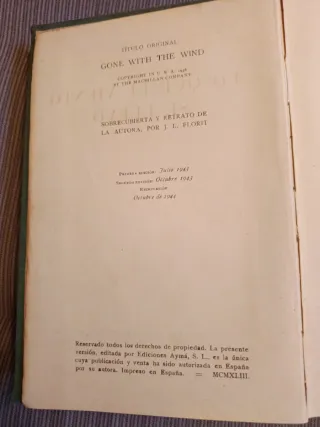 TITULO ORIGINAL
GONE WITH THE WIND
COPYRIGHT IN U. S. A. 1936
BY THE MACMILLAN COMPANY
SOBRECUBIERTA Y RETRATO DE
LA AUTORA, POR J. L. FLORIT
Primera edición: Julio 1943
Segunda edición: Octubre 1943
Reimpresión:
Octubre de 1943
Reservado todos los derechos de propiedad. La presente
versión, editada por Ediciones Aymá, S. L., es la única
cuya publicación y venta ha sido autorizada en España
por su autora. Impreso en España. — MCMXLIII.